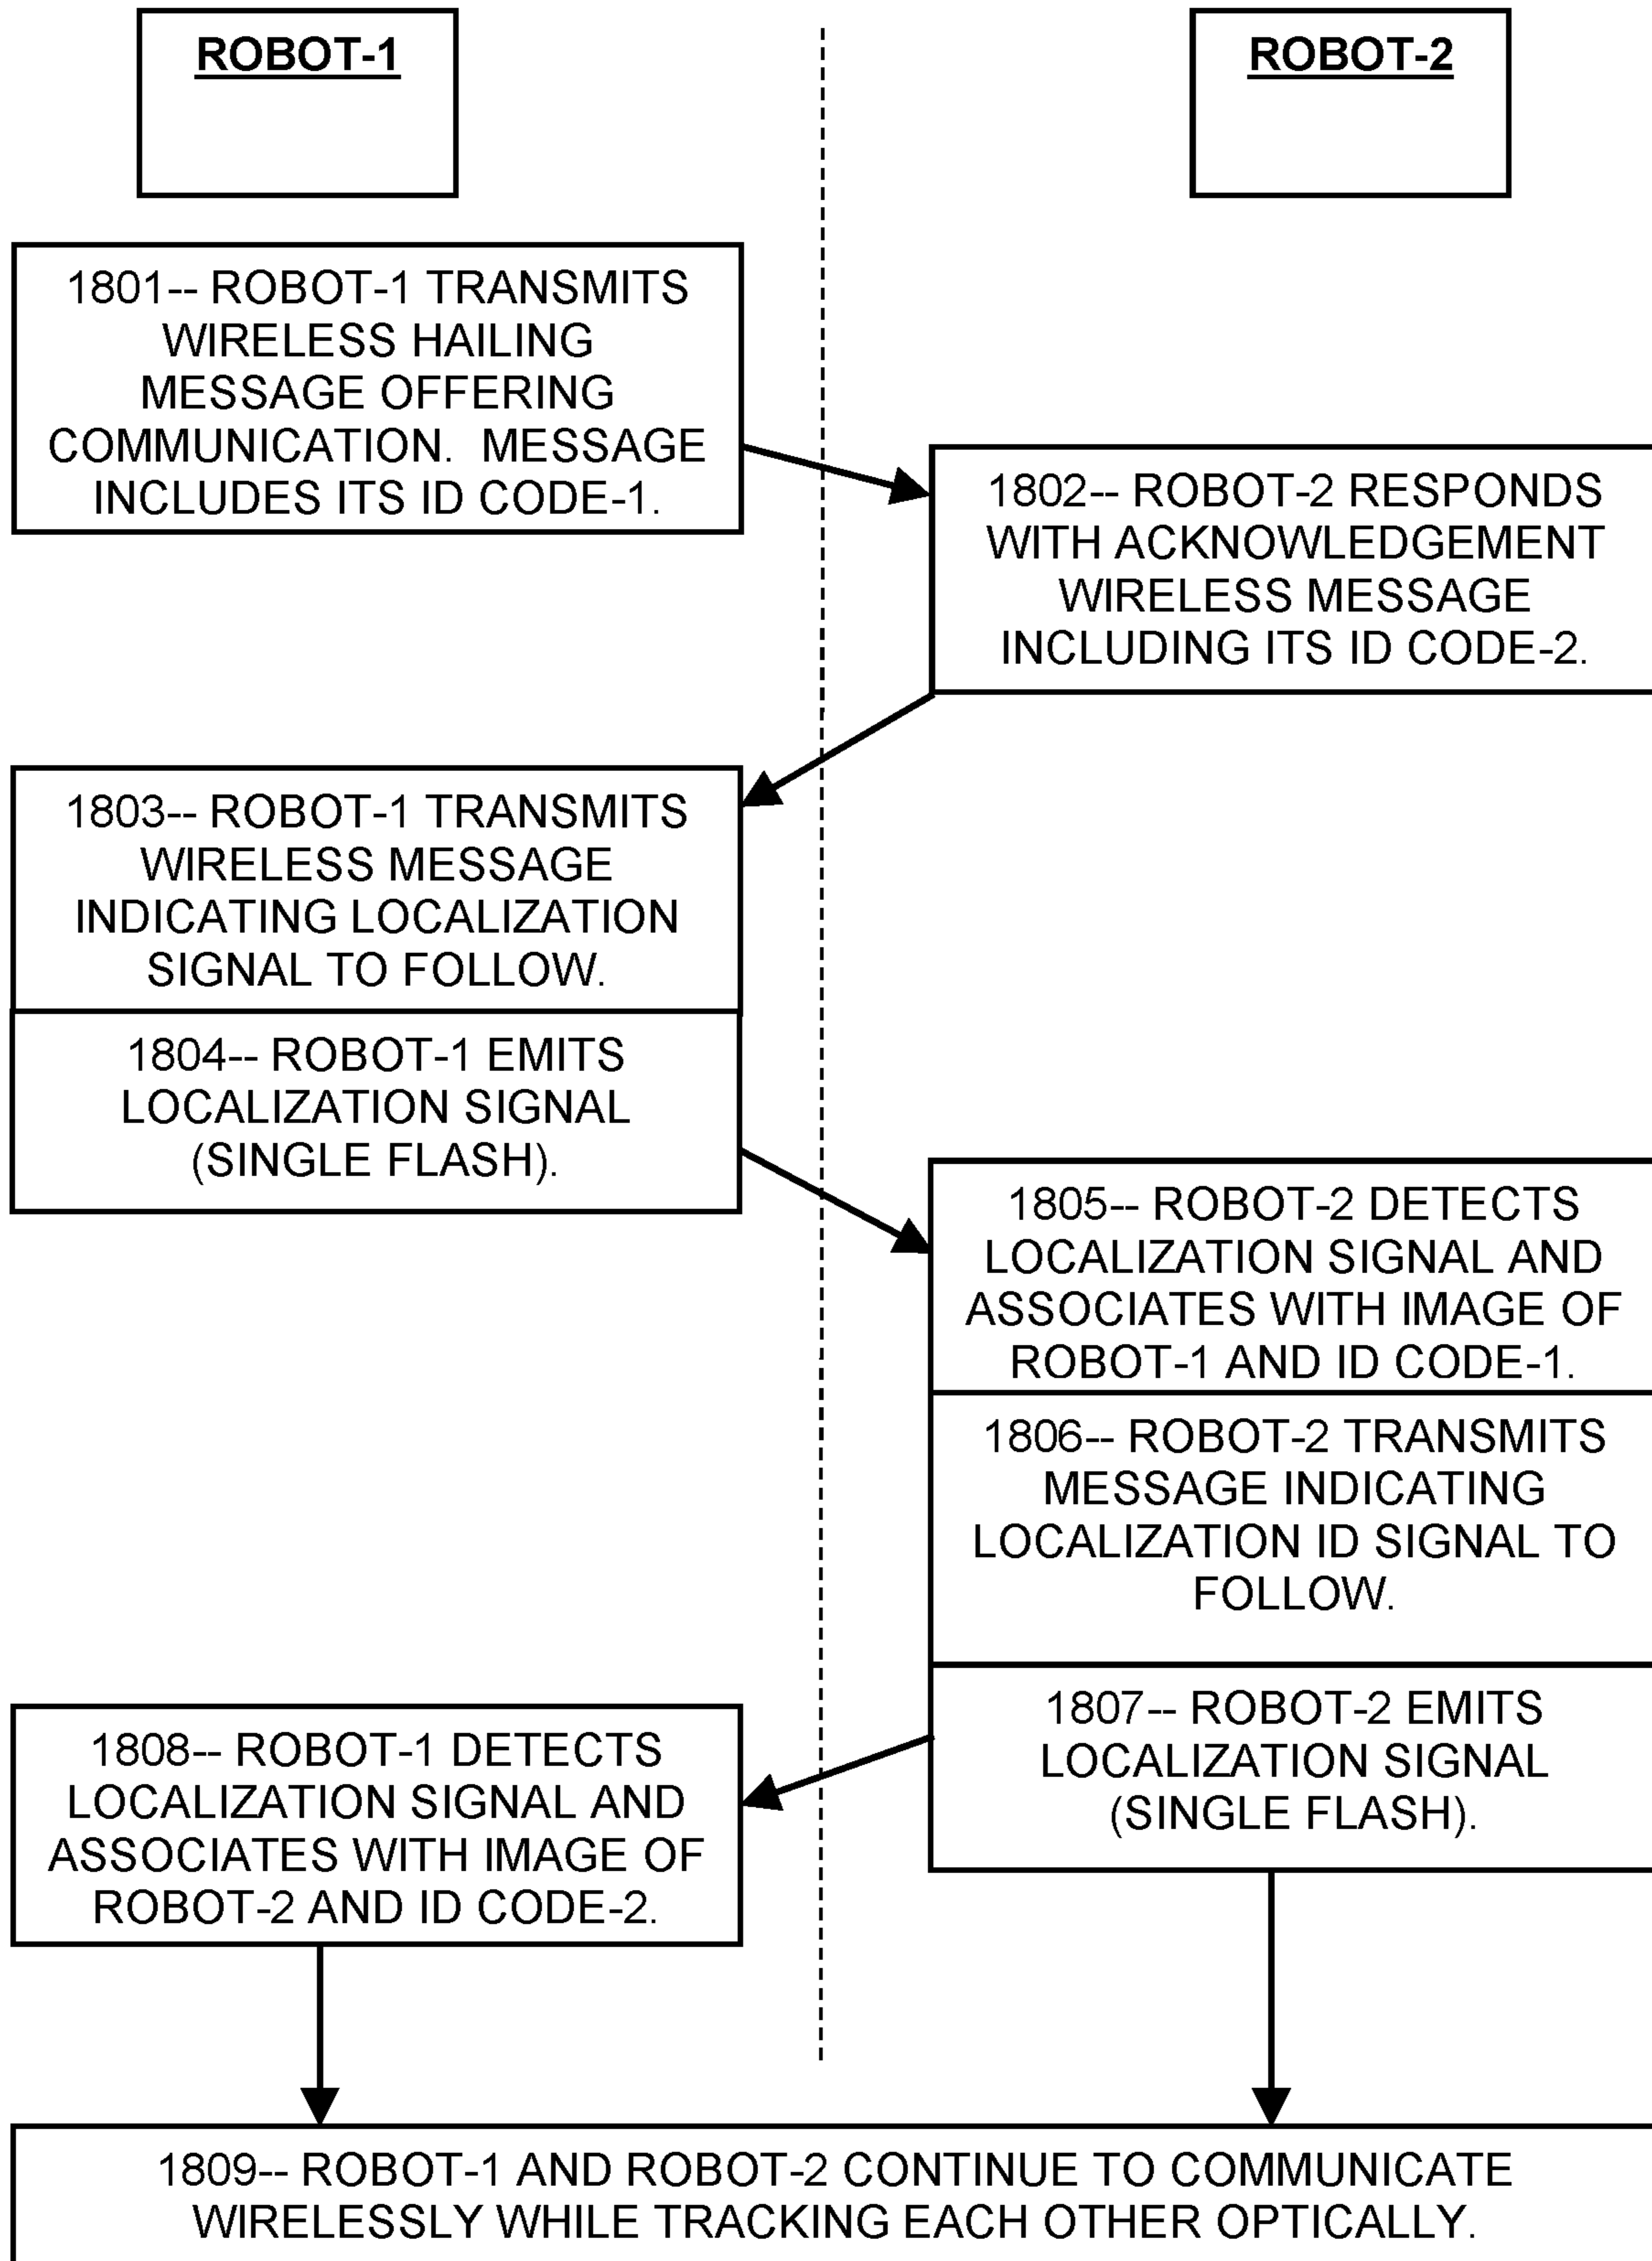 ROBOT-1
ROBOT-2
1801-- ROBOT-1 TRANSMITS
WIRELESS HAILING
MESSAGE OFFERING
COMMUNICATION.  MESSAGE
INCLUDES ITS ID CODE-1.
1802-- ROBOT-2 RESPONDS
WITH ACKNOWLEDGEMENT
WIRELESS MESSAGE
INCLUDING ITS ID CODE-2.
1803-- ROBOT-1 TRANSMITS
WIRELESS MESSAGE
INDICATING LOCALIZATION
SIGNAL TO FOLLOW.
1804-- ROBOT-1 EMITS
LOCALIZATION SIGNAL
(SINGLE FLASH).
1805-- ROBOT-2 DETECTS
LOCALIZATION SIGNAL AND
ASSOCIATES WITH IMAGE OF
ROBOT-1 AND ID CODE-1.
1806-- ROBOT-2 TRANSMITS
MESSAGE INDICATING
LOCALIZATION ID SIGNAL TO
FOLLOW.
1807-- ROBOT-2 EMITS
LOCALIZATION SIGNAL
(SINGLE FLASH).
1808-- ROBOT-1 DETECTS
LOCALIZATION SIGNAL AND
ASSOCIATES WITH IMAGE OF
ROBOT-2 AND ID CODE-2.
1809-- ROBOT-1 AND ROBOT-2 CONTINUE TO COMMUNICATE
WIRELESSLY WHILE TRACKING EACH OTHER OPTICALLY.